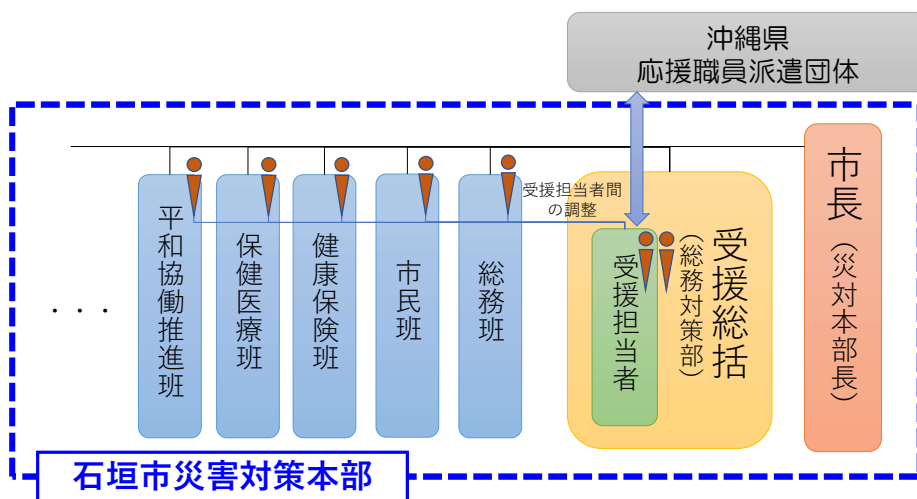 沖縄県
応援職員派遣団体
市長(災対本部長)
受援総括
(総務対策部)
受援担当者
受援担当者間
の調整
総務班
市民班
健康保険班
保健医療班
平和協働推進班
・・・
石垣市災害対策本部